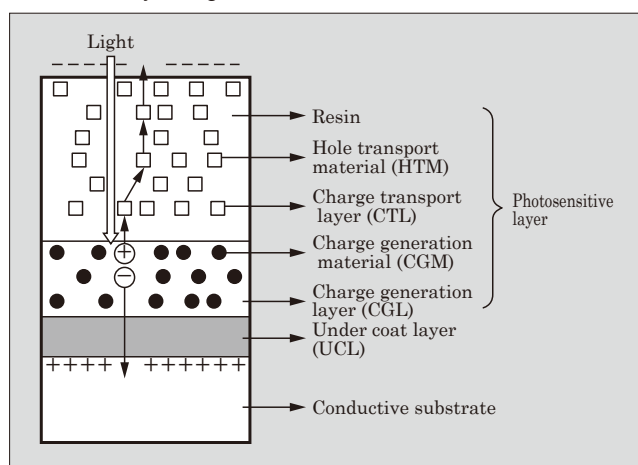 Light
Resin
Hole transport
material (HTM)
Charge transport
layer (CTL)
Charge generation
material (CGM)
Charge generation
layer (CGL)
Under coat layer
(UCL)
Conductive substrate
Photosensitive
layer
+
−
++++ ++++++